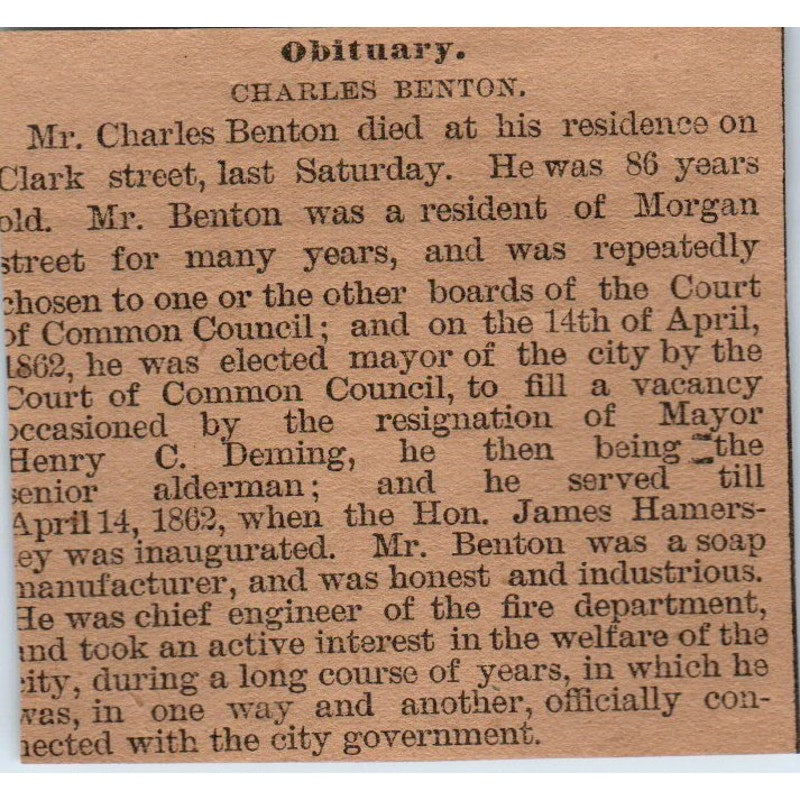 Obituary.
CHARLES BENTON.
Mr. Charles Benton died at his residence on
Clark street, last Saturday. He was 86 years
old. Mr. Benton was a resident of Morgan
street for many years, and was repeatedly
chosen to one or the other boards of the Court
of Common Council; and on the 14th of April,
1862, he was elected mayor of the city by the
Court of Common Council, to fill a vacancy
occasioned by the resignation of Mayor
Henry C. Deming, he then being the
senior alderman; and he served till
April 14, 1862, when the Hon. James Hamers-
ey was inaugurated. Mr. Benton was a soap
manufacturer, and was honest and industrious.
He was chief engineer of the fire department,
and took an active interest in the welfare of the
city, during a long course of years, in which he
was, in one way and another, officially con-
nected with the city government.